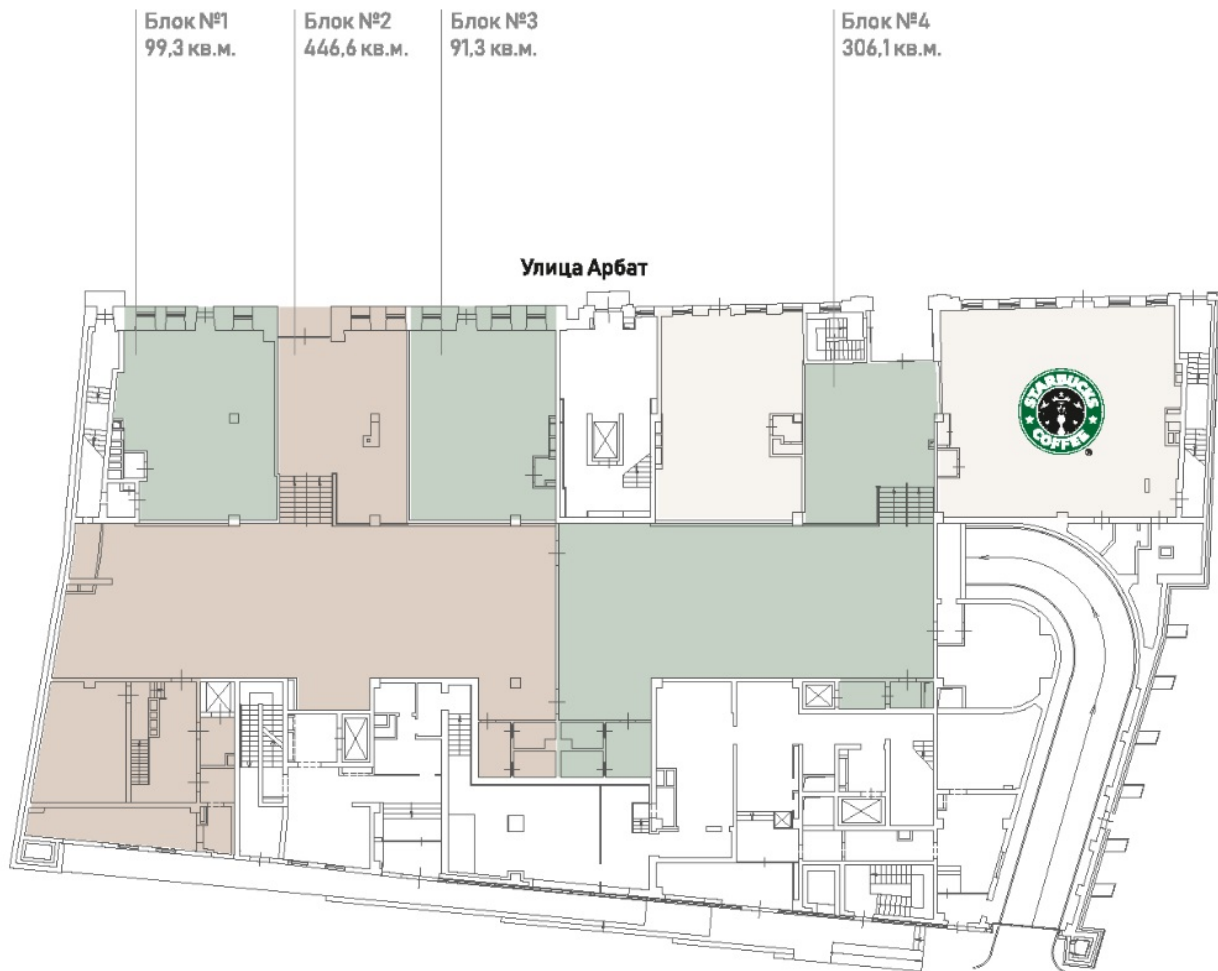 Блок №1
99,3 кв.м.
Блок №2
446,6 кв.м.
Блок №3
91,3 кв.м.
Блок №4
306,1 кв.м.
Улица Арбат
STARBUCKS
COFFEE
®